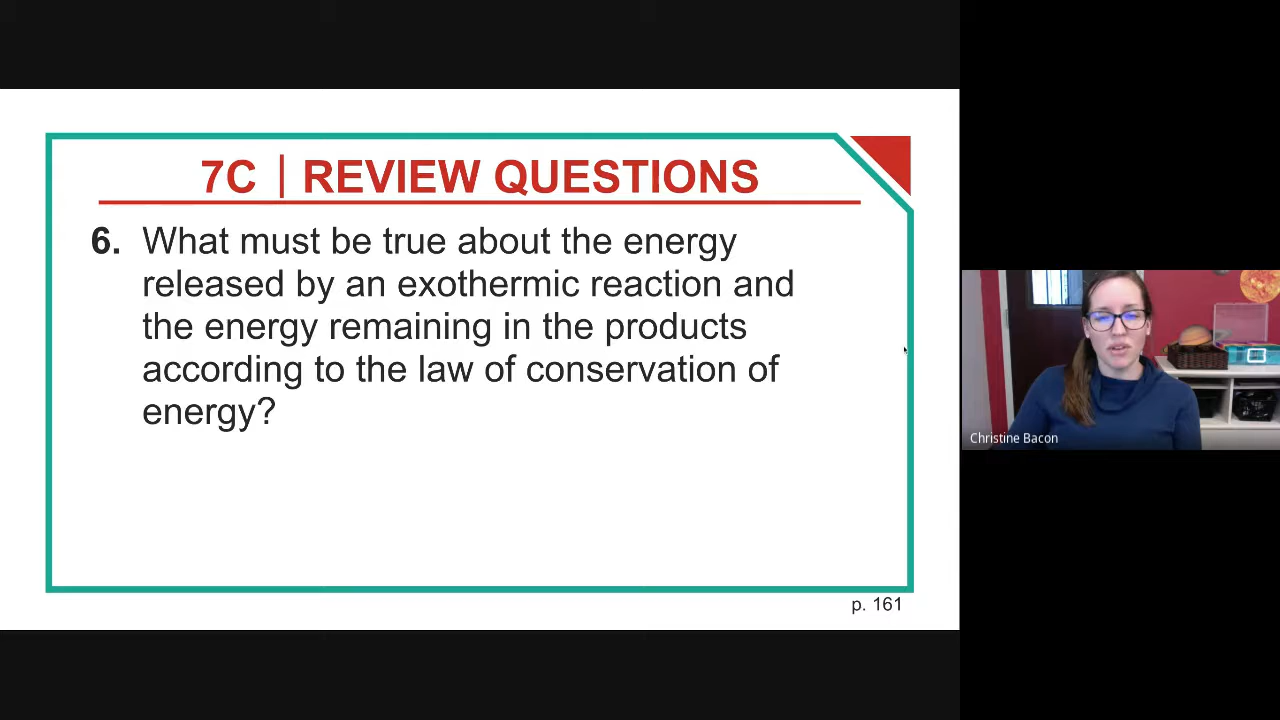 7C | REVIEW QUESTIONS
6. What must be true about the energy
released by an exothermic reaction and
the energy remaining in the products
according to the law of conservation of
energy?
p. 161
Christine Bacon